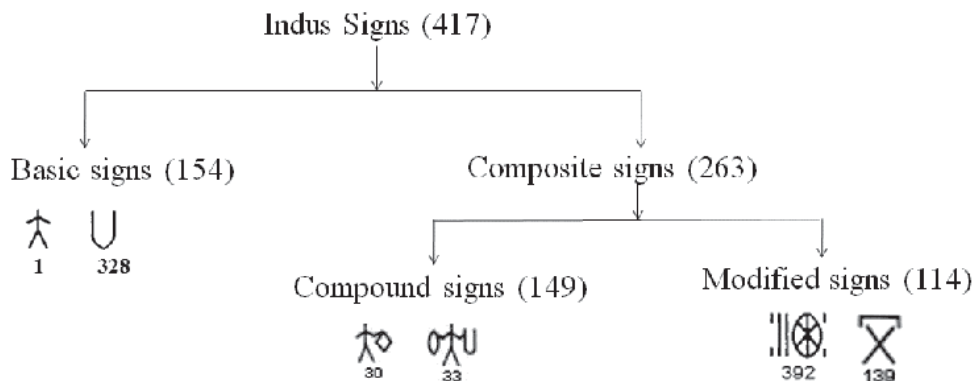 Indus Signs (417)
Basic signs (154)
Composite signs (263)
1 328
Compound signs (149)
Modified signs (114)
30 33
392 139